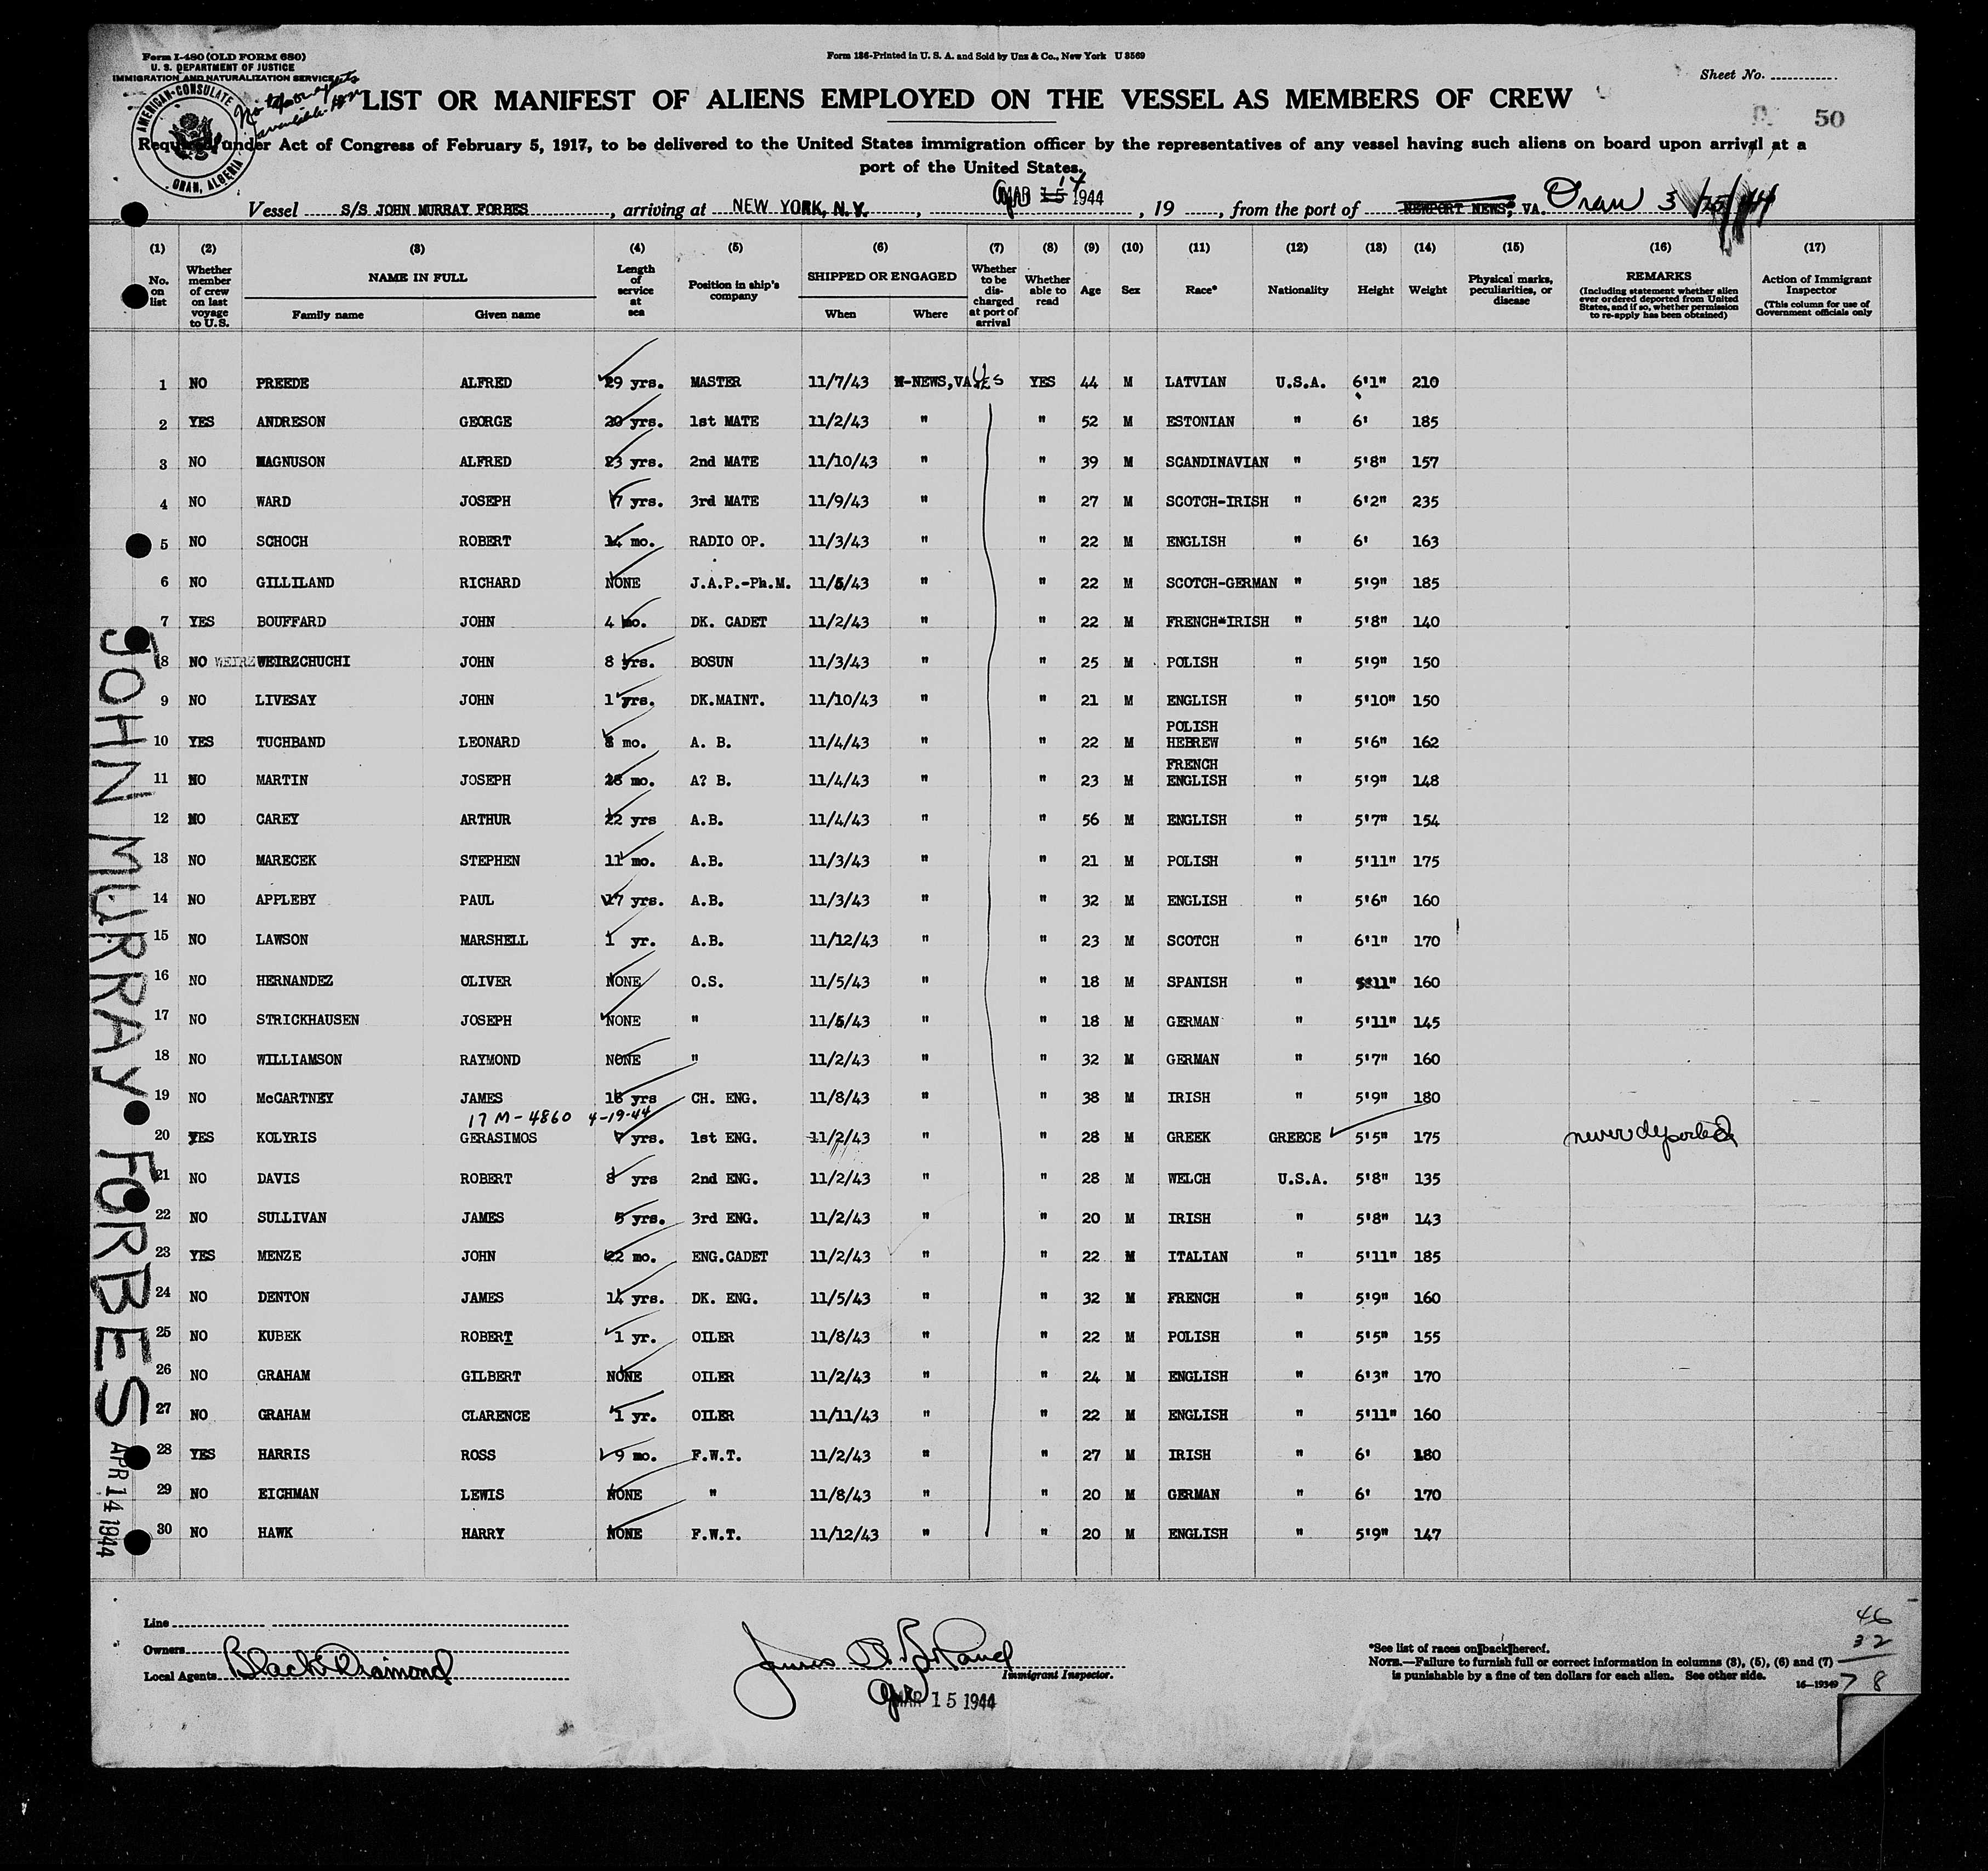 Form I-480 (OLD FORM 680)
U. S. DEPARTMENT OF JUSTICE
IMMIGRATION AND NATURALIZATION SERVICE
Form 136-Printed in U. S. A. and Sold by Unz & Co., New York U 8569
Sheet No.
AMERICAN CONSULATE
ORAN, ALGERIA
LIST OR MANIFEST OF ALIENS EMPLOYED ON THE VESSEL AS MEMBERS OF CREW
50
Required under Act of Congress of February 5, 1917, to be delivered to the United States immigration officer by the representatives of any vessel having such aliens on board upon arrival at a
port of the United States.
Vessel S/S JOHN MURRAY FORBES, arriving at NEW YORK, N.Y., MAR 15 1944, 19, from the port of NEWPORT NEWS, VA. Oran 3/25/44
(1) (2) (3) (4) (5) (6) (7) (8) (9) (10) (11) (12) (13) (14) (15) (16) (17)
No. on list
Whether member of crew on last voyage to U.S.
NAME IN FULL
Family name Given name
Length of service at sea
Position in ship's company
SHIPPED OR ENGAGED
When Where
Whether to be discharged at port of arrival
Whether able to read
Age
Sex
Race*
Nationality
Height
Weight
Physical marks, peculiarities, or disease
REMARKS
(Including statement whether alien ever ordered deported from United States, and if so, whether permission to re-apply has been obtained)
Action of Immigrant Inspector
(This column for use of Government officials only
1 NO PREEDE ALFRED 29 yrs. MASTER 11/7/43 N-NEWS,VA. YES YES 44 M LATVIAN U.S.A. 6'1" 210
2 YES ANDRESON GEORGE 20 yrs. 1st MATE 11/2/43 " " 52 M ESTONIAN " 6' 185
3 NO MAGNUSON ALFRED 23 yrs. 2nd MATE 11/10/43 " " 39 M SCANDINAVIAN " 5'8" 157
4 NO WARD JOSEPH 7 yrs. 3rd MATE 11/9/43 " " 27 M SCOTCH-IRISH " 6'2" 235
5 NO SCHOCH ROBERT 14 mo. RADIO OP. 11/3/43 " " 22 M ENGLISH " 6' 163
6 NO GILLILAND RICHARD NONE J.A.P.-Ph.M. 11/5/43 " " 22 M SCOTCH-GERMAN " 5'9" 185
7 YES BOUFFARD JOHN 4 mo. DK. CADET 11/2/43 " " 22 M FRENCH*IRISH " 5'8" 140
8 NO WEIRZ WEIRZCHUCHI JOHN 8 yrs. BOSUN 11/3/43 " " 25 M POLISH " 5'9" 150
9 NO LIVESAY JOHN 1 yrs. DK.MAINT. 11/10/43 " " 21 M ENGLISH " 5'10" 150
10 YES TUCHBAND LEONARD 8 mo. A. B. 11/4/43 " " 22 M POLISH HEBREW " 5'6" 162
11 NO MARTIN JOSEPH 28 mo. A? B. 11/4/43 " " 23 M FRENCH ENGLISH " 5'9" 148
12 NO CAREY ARTHUR 22 yrs A.B. 11/4/43 " " 56 M ENGLISH " 5'7" 154
13 NO MARECEK STEPHEN 11 mo. A.B. 11/3/43 " " 21 M POLISH " 5'11" 175
14 NO APPLEBY PAUL 17 yrs. A.B. 11/3/43 " " 32 M ENGLISH " 5'6" 160
15 NO LAWSON MARSHELL 1 yr. A.B. 11/12/43 " " 23 M SCOTCH " 6'1" 170
16 NO HERNANDEZ OLIVER NONE O.S. 11/5/43 " " 18 M SPANISH " 5'11" 160
17 NO STRICKHAUSEN JOSEPH NONE " 11/5/43 " " 18 M GERMAN " 5'11" 145
18 NO WILLIAMSON RAYMOND NONE " 11/2/43 " " 32 M GERMAN " 5'7" 160
19 NO McCARTNEY JAMES 16 yrs CH. ENG. 11/8/43 " " 38 M IRISH " 5'9" 180
17 M-4860 4-19-44
20 YES KOLYRIS GERASIMOS 7 yrs. 1st ENG. 11/2/43 " " 28 M GREEK GREECE 5'5" 175 never deported
21 NO DAVIS ROBERT 8 yrs 2nd ENG. 11/2/43 " " 28 M WELCH U.S.A. 5'8" 135
22 NO SULLIVAN JAMES 5 yrs. 3rd ENG. 11/2/43 " " 20 M IRISH " 5'8" 143
23 YES MENZE JOHN 22 mo. ENG.CADET 11/2/43 " " 22 M ITALIAN " 5'11" 185
24 NO DENTON JAMES 14 yrs. DK. ENG. 11/5/43 " " 32 M FRENCH " 5'9" 160
25 NO KUBEK ROBERT 1 yr. OILER 11/8/43 " " 22 M POLISH " 5'5" 155
26 NO GRAHAM GILBERT NONE OILER 11/2/43 " " 24 M ENGLISH " 6'3" 170
27 NO GRAHAM CLARENCE 1 yr. OILER 11/11/43 " " 22 M ENGLISH " 5'11" 160
28 YES HARRIS ROSS 9 mo. F.W.T. 11/2/43 " " 27 M IRISH " 6' 180
29 NO EICHMAN LEWIS NONE " 11/8/43 " " 20 M GERMAN " 6' 170
30 NO HAWK HARRY NONE F.W.T. 11/12/43 " " 20 M ENGLISH " 5'9" 147
JOHN MURRAY FORBES
APR 14 1944
Line
Owners
Local Agents Black Diamond
Immigrant Inspector.
MAR 15 1944
*See list of races on back hereof.
NOTE.—Failure to furnish full or correct information in columns (3), (5), (6) and (7)
is punishable by a fine of ten dollars for each alien. See other side.
16—19349
46
32
78